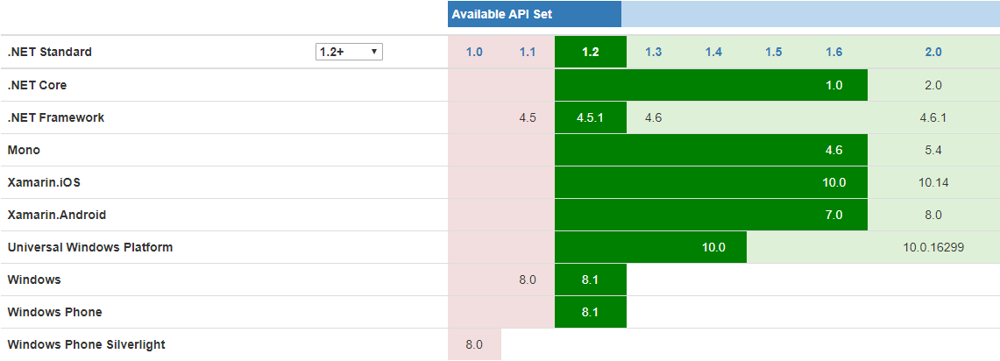 Available API Set
.NET Standard 1.2+ 1.0 1.1 1.2 1.3 1.4 1.5 1.6 2.0
.NET Core 1.0 2.0
.NET Framework 4.5 4.5.1 4.6 4.6.1
Mono 4.6 5.4
Xamarin.iOS 10.0 10.14
Xamarin.Android 7.0 8.0
Universal Windows Platform 10.0 10.0.16299
Windows 8.0 8.1
Windows Phone 8.1
Windows Phone Silverlight 8.0